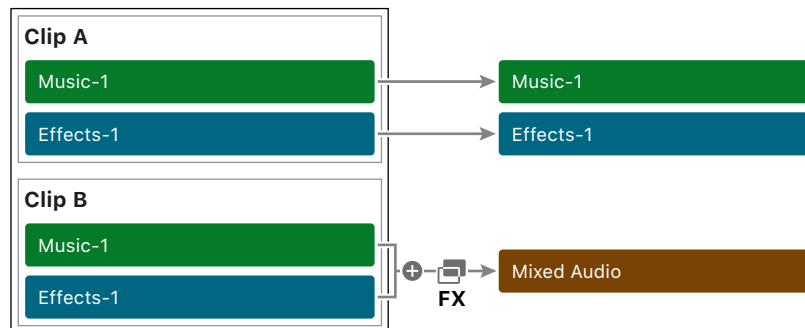 Clip A
Music-1
Music-1
Effects-1
Effects-1
Clip B
Music-1
Effects-1
FX
Mixed Audio